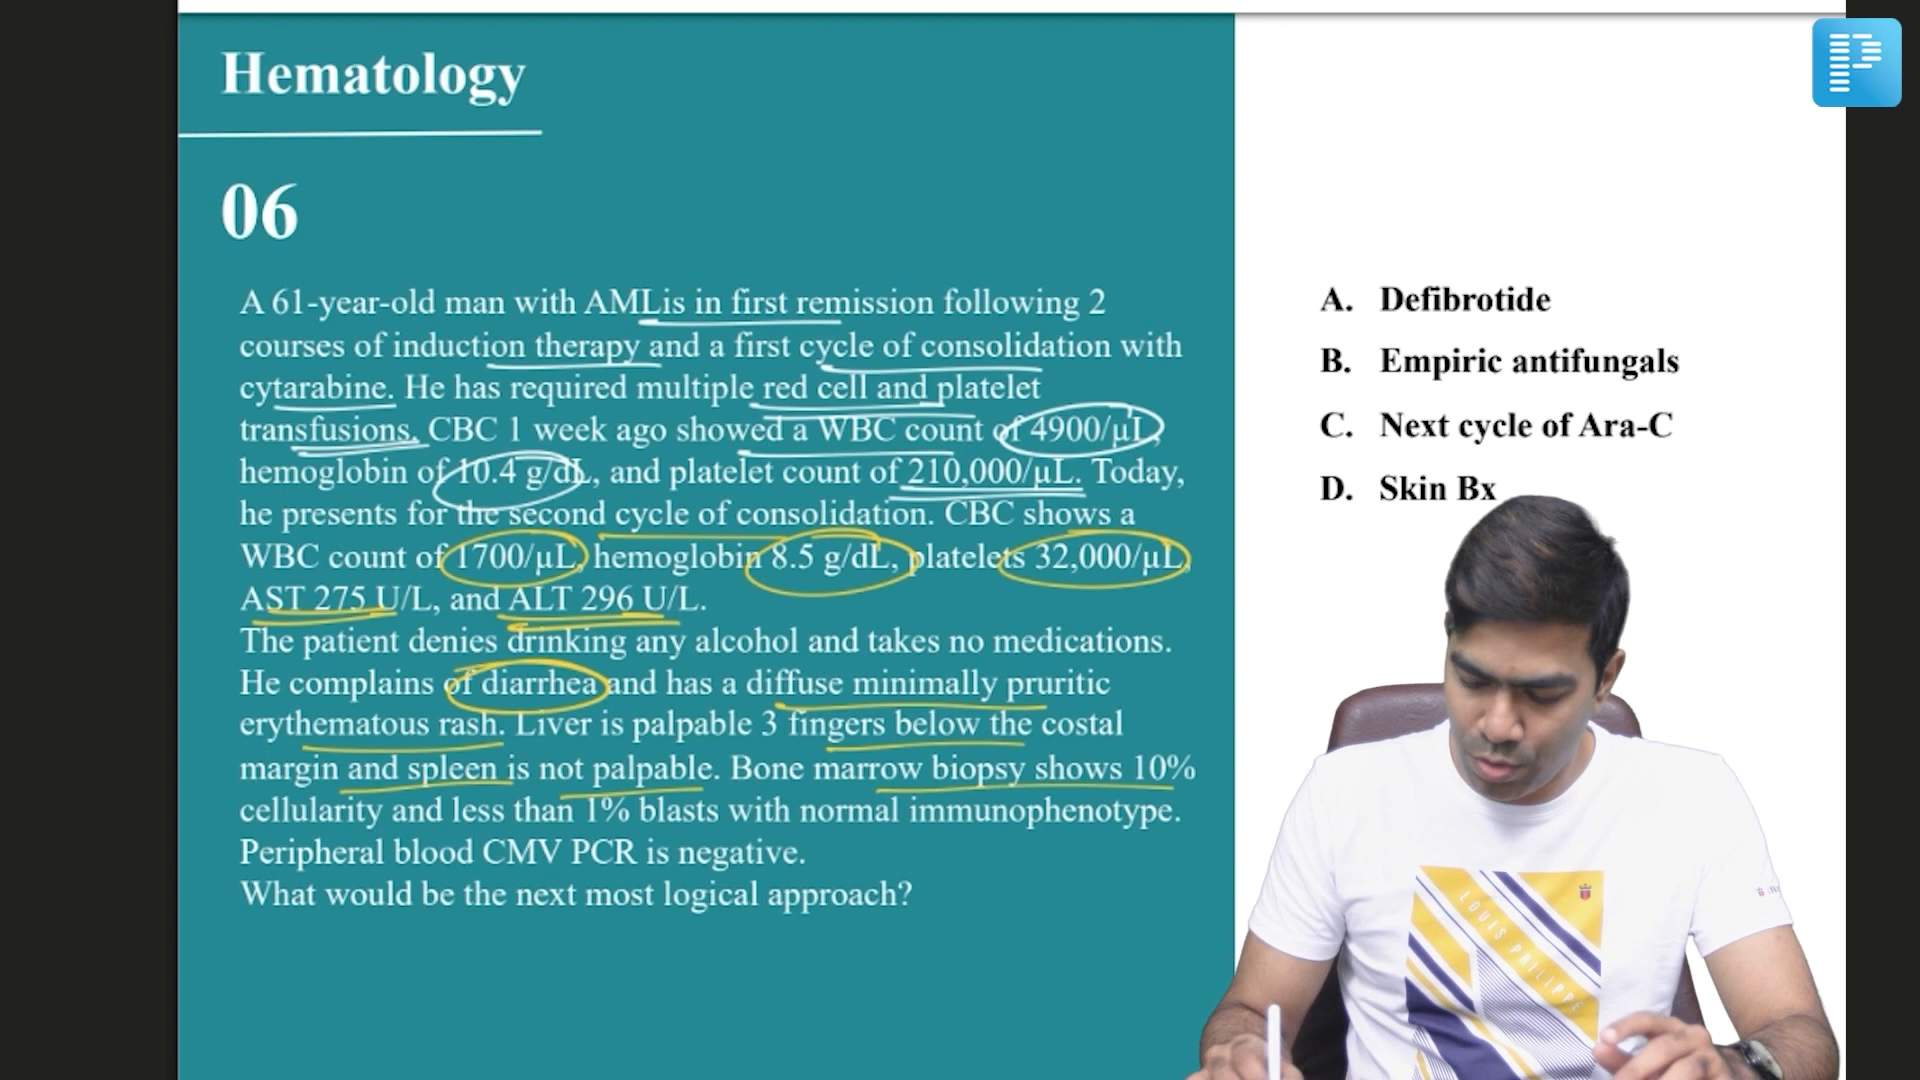 Hematology
06
A 61-year-old man with AMLis in first remission following 2
courses of induction therapy and a first cycle of consolidation with
cytarabine. He has required multiple red cell and platelet
transfusions. CBC 1 week ago showed a WBC count of 4900/μL,
hemoglobin of 10.4 g/dL, and platelet count of 210,000/μL. Today,
he presents for the second cycle of consolidation. CBC shows a
WBC count of 1700/μL, hemoglobin 8.5 g/dL, platelets 32,000/μL,
AST 275 U/L, and ALT 296 U/L.
The patient denies drinking any alcohol and takes no medications.
He complains of diarrhea and has a diffuse minimally pruritic
erythematous rash. Liver is palpable 3 fingers below the costal
margin and spleen is not palpable. Bone marrow biopsy shows 10%
cellularity and less than 1% blasts with normal immunophenotype.
Peripheral blood CMV PCR is negative.
What would be the next most logical approach?
A. Defibrotide
B. Empiric antifungals
C. Next cycle of Ara-C
D. Skin Bx
LOUIS PHILIPPE